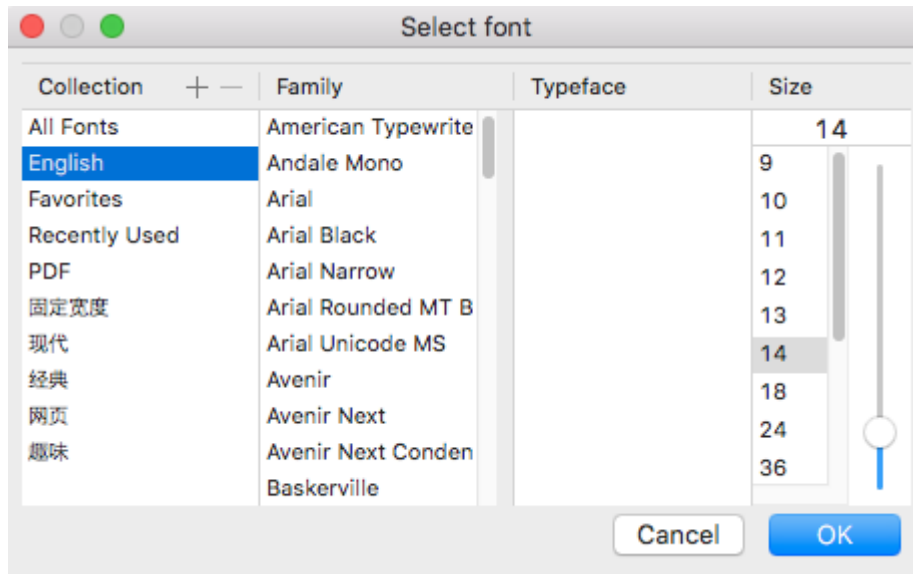 Select font
Collection + −
Family
Typeface
Size
All Fonts
English
Favorites
Recently Used
PDF
固定宽度
现代
经典
网页
趣味
American Typewrite
Andale Mono
Arial
Arial Black
Arial Narrow
Arial Rounded MT B
Arial Unicode MS
Avenir
Avenir Next
Avenir Next Conden
Baskerville
14
9
10
11
12
13
14
18
24
36
Cancel
OK